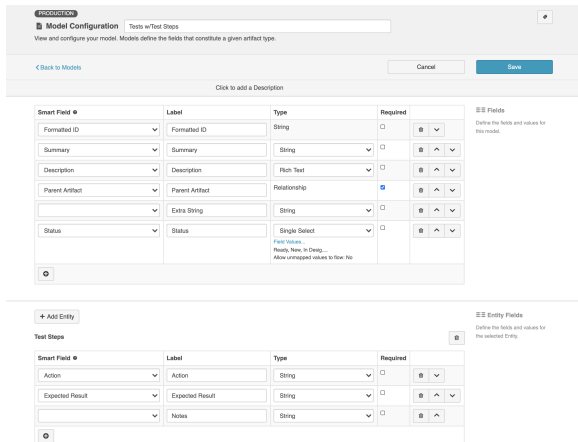 PRODUCTION
Model Configuration Tests w/Test Steps
View and configure your model. Models define the fields that constitute a given artifact type.
Back to Models Cancel Save
Click to add a Description
Smart Field Label Type Required
Formatted ID Formatted ID String
Summary Summary String
Description Description Rich Text
Parent Artifact Parent Artifact Relationship
Extra String String
Status Status Single Select
Field Values...
Ready, New, In Desig....
Allow unmapped values to flow: No
Fields
Define the fields and values for
this model.
+ Add Entity
Test Steps
Smart Field Label Type Required
Action Action String
Expected Result Expected Result String
Notes String
Entity Fields
Define the fields and values for
the selected Entity.